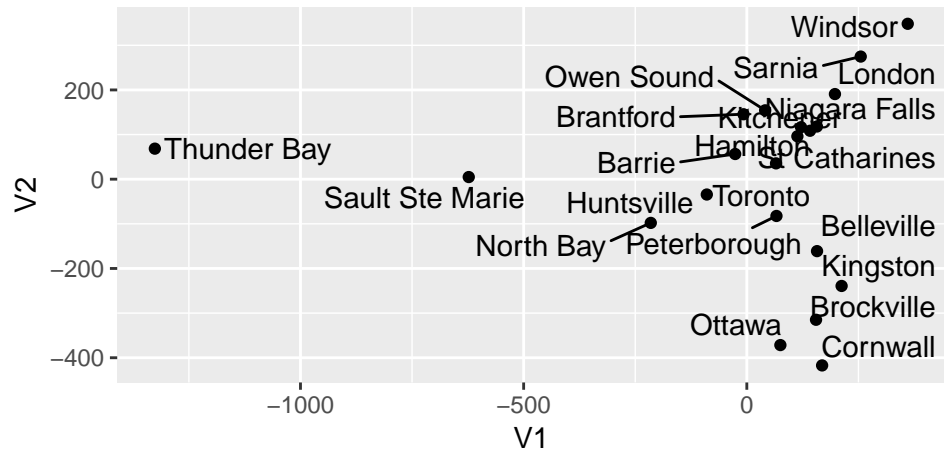 Windsor
Sarnia
London
Owen Sound
Niagara Falls
Brantford
Kitchener
Hamilton
Thunder Bay
Barrie
St Catharines
Sault Ste Marie
Huntsville
Toronto
North Bay
Peterborough
Belleville
Kingston
Brockville
Ottawa
Cornwall
200
0
−200
−400
V2
−1000
−500
0
V1